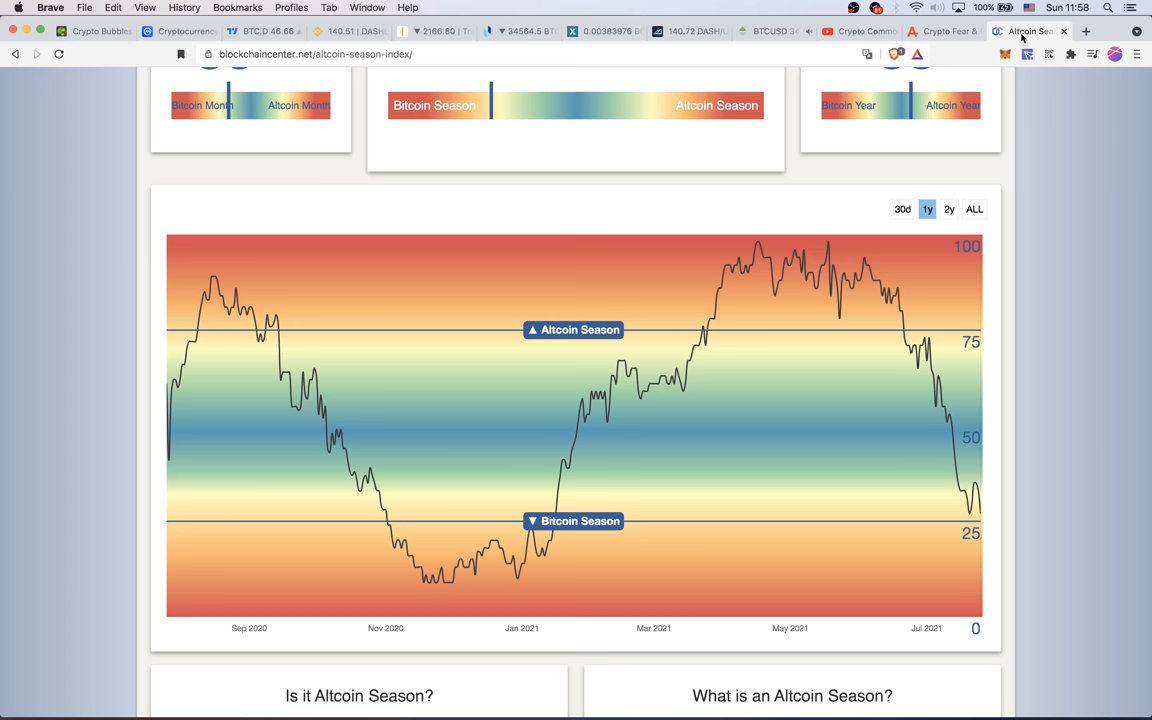 Brave File Edit View History Bookmarks Profiles Tab Window Help 100% Sun 11:58
Crypto Bubbles Cryptocurrenc BTC.D 46.66 140.51 | DASH ▼ 2166.80 | Tr ▼ 34564.5 BT 0.00383976 B 140.72 DASH/U BTCUSD 34 Crypto Commo Crypto Fear & Altcoin Sea
blockchaincenter.net/altcoin-season-index/
Bitcoin Month Altcoin Month
Bitcoin Season Altcoin Season
Bitcoin Year Altcoin Year
30d 1y 2y ALL
100
▲ Altcoin Season
75
50
▼ Bitcoin Season
25
0
Sep 2020 Nov 2020 Jan 2021 Mar 2021 May 2021 Jul 2021
Is it Altcoin Season?
What is an Altcoin Season?